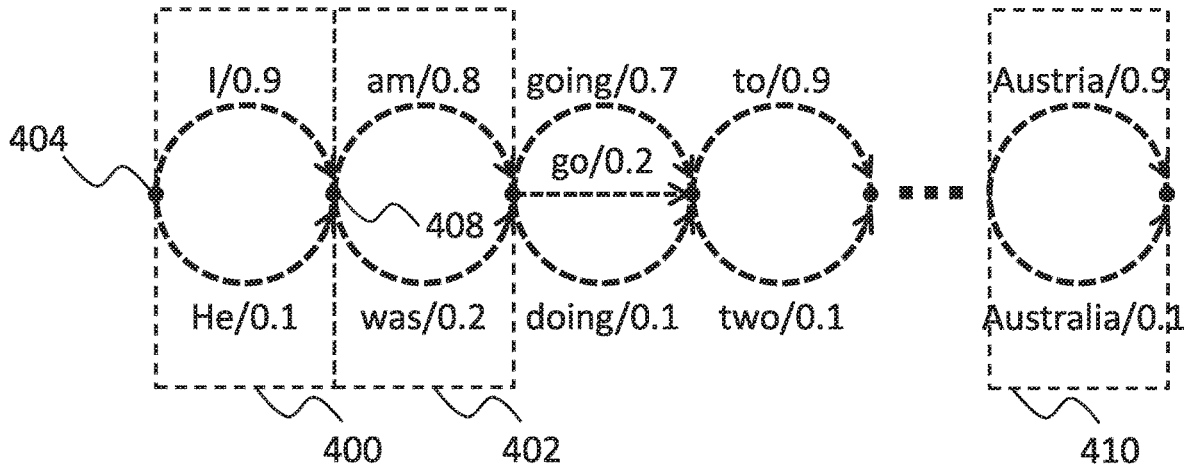 I/0.9 am/0.8 going/0.7 to/0.9 Austria/0.9
404
go/0.2
408
He/0.1 was/0.2 doing/0.1 two/0.1 Australia/0.1
400 402 410